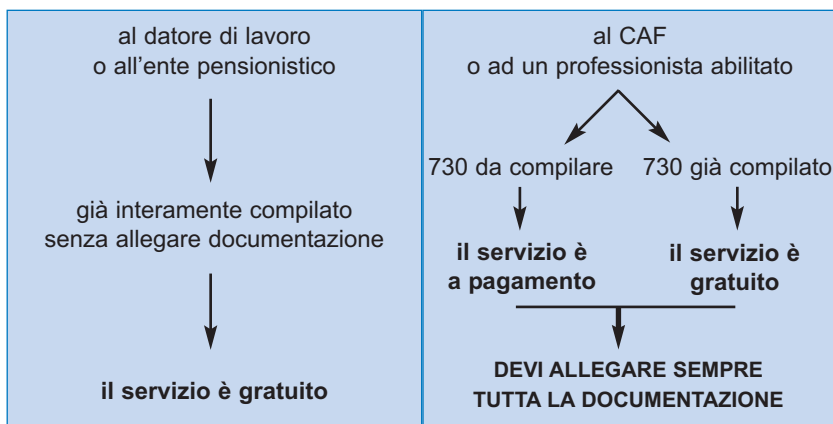 al datore di lavoro
o all'ente pensionistico
già interamente compilato
senza allegare documentazione
il servizio è gratuito
al CAF
o ad un professionista abilitato
730 da compilare
730 già compilato
il servizio è
a pagamento
il servizio è
gratuito
DEVI ALLEGARE SEMPRE
TUTTA LA DOCUMENTAZIONE